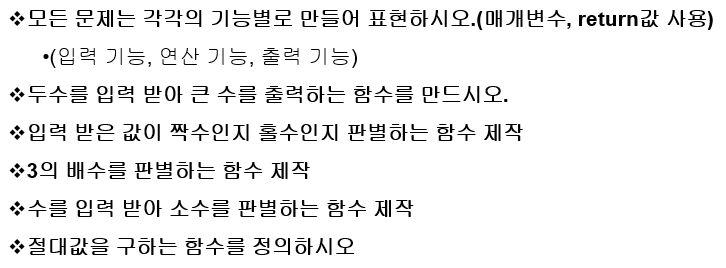 ❖모든 문제는 각각의 기능별로 만들어 표현하시오.(매개변수, return값 사용)
•(입력 기능, 연산 기능, 출력 기능)
❖두수를 입력 받아 큰 수를 출력하는 함수를 만드시오.
❖입력 받은 값이 짝수인지 홀수인지 판별하는 함수 제작
❖3의 배수를 판별하는 함수 제작
❖수를 입력 받아 소수를 판별하는 함수 제작
❖절대값을 구하는 함수를 정의하시오